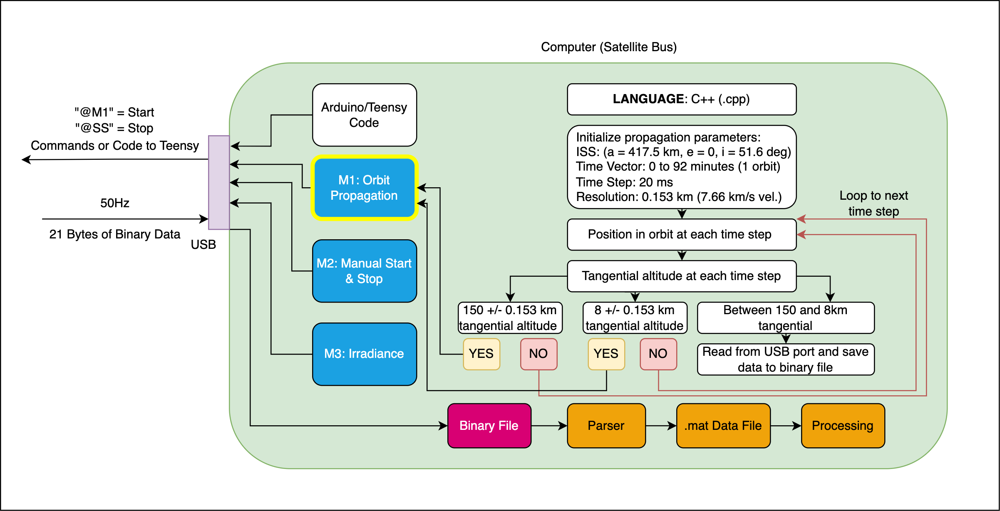 Computer (Satellite Bus)
"@M1" = Start
"@SS" = Stop
Commands or Code to Teensy
50Hz
21 Bytes of Binary Data
USB
Arduino/Teensy
Code
M1: Orbit
Propagation
M2: Manual Start
& Stop
M3: Irradiance
LANGUAGE: C++ (.cpp)
Initialize propagation parameters:
ISS: (a = 417.5 km, e = 0, i = 51.6 deg)
Time Vector: 0 to 92 minutes (1 orbit)
Time Step: 20 ms
Resolution: 0.153 km (7.66 km/s vel.)
Loop to next
time step
Position in orbit at each time step
Tangential altitude at each time step
150 +/- 0.153 km
tangential altitude
8 +/- 0.153 km
tangential altitude
Between 150 and 8km
tangential
YES
NO
YES
NO
Read from USB port and save
data to binary file
Binary File
Parser
.mat Data File
Processing